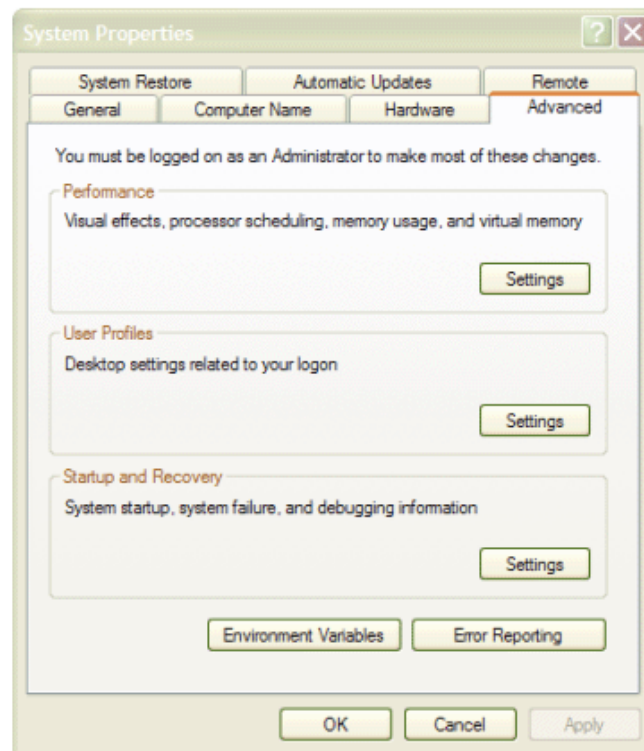 System Properties
System Restore Automatic Updates Remote
General Computer Name Hardware Advanced
You must be logged on as an Administrator to make most of these changes.
Performance
Visual effects, processor scheduling, memory usage, and virtual memory
Settings
User Profiles
Desktop settings related to your logon
Settings
Startup and Recovery
System startup, system failure, and debugging information
Settings
Environment Variables Error Reporting
OK Cancel Apply